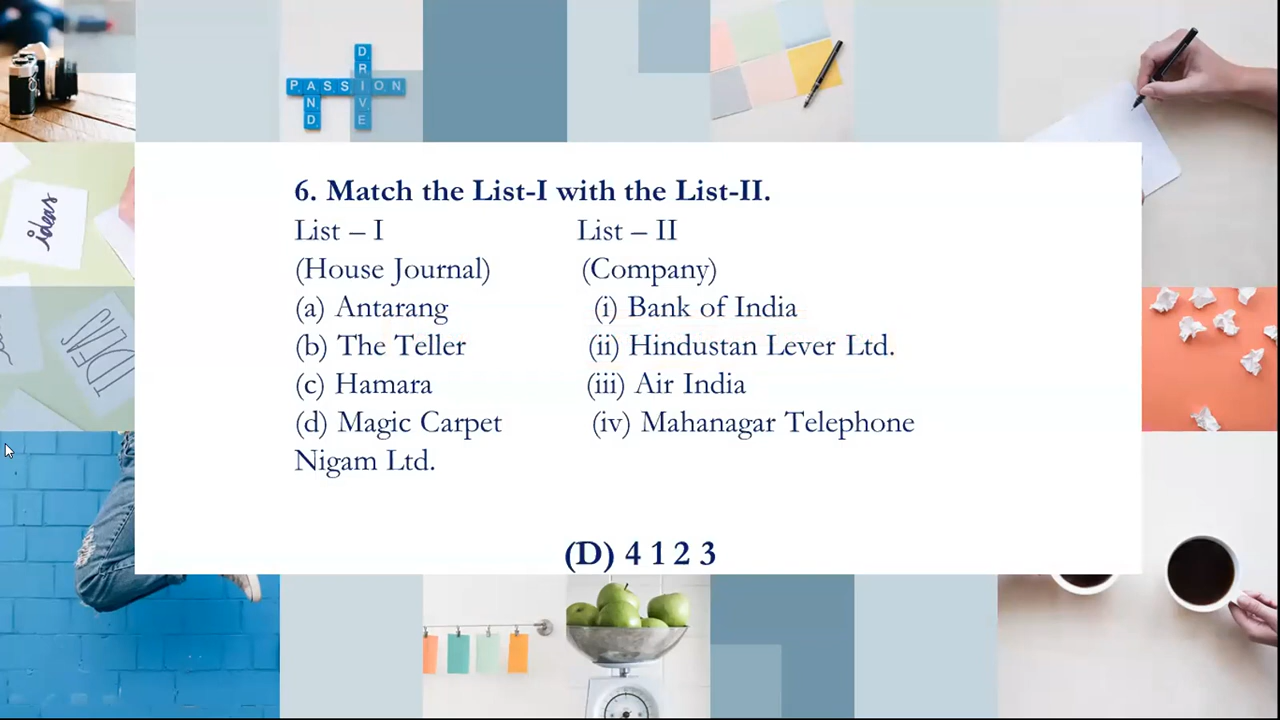 DRIVE
PASSION
AND
ideas
IDEAS
6. Match the List-I with the List-II.
List – I List – II
(House Journal) (Company)
(a) Antarang (i) Bank of India
(b) The Teller (ii) Hindustan Lever Ltd.
(c) Hamara (iii) Air India
(d) Magic Carpet (iv) Mahanagar Telephone
Nigam Ltd.
(D) 4 1 2 3